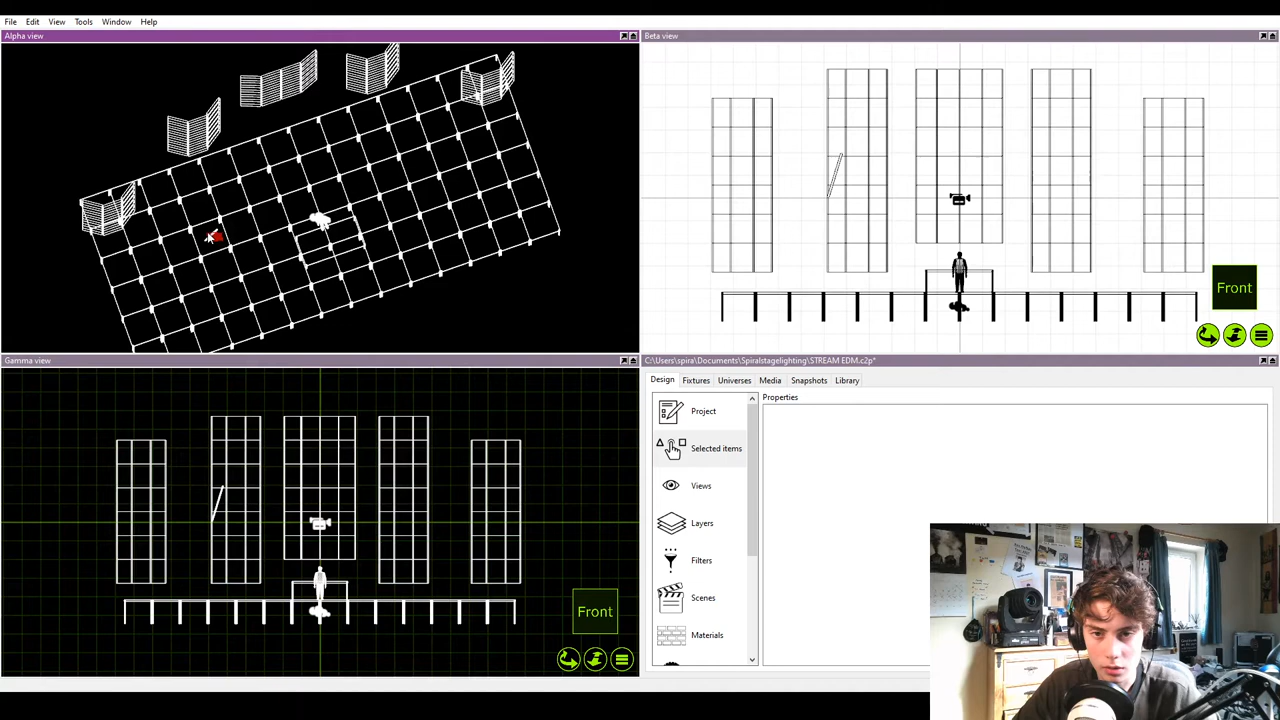 File Edit View Tools Window Help
Alpha view
Beta view
Front
Gamma view
Front
C:\Users\spira\Documents\Spiralstagelighting\STREAM EDM.c2p*
Design Fixtures Universes Media Snapshots Library
Properties
Project
Selected items
Views
Layers
Filters
Scenes
Materials